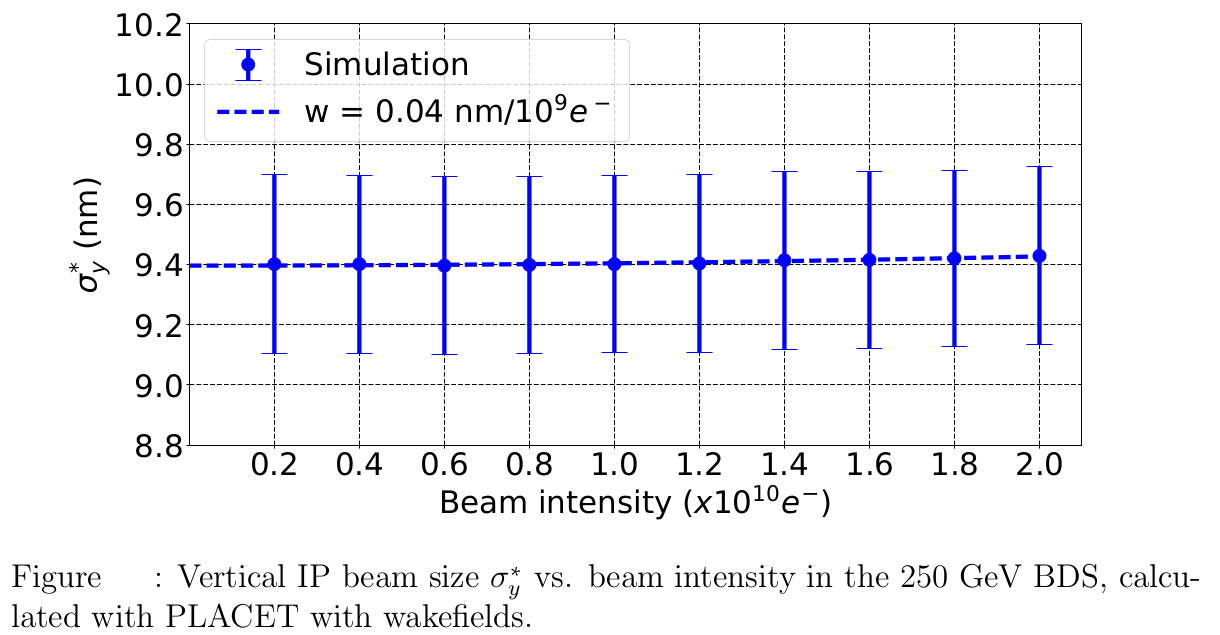 10.2
10.0
9.8
9.6
9.4
9.2
9.0
8.8
σ*y (nm)
Simulation
w = 0.04 nm/10⁹e⁻
0.2 0.4 0.6 0.8 1.0 1.2 1.4 1.6 1.8 2.0
Beam intensity (x10¹⁰e⁻)
Figure : Vertical IP beam size σ*y vs. beam intensity in the 250 GeV BDS, calcu-
lated with PLACET with wakefields.